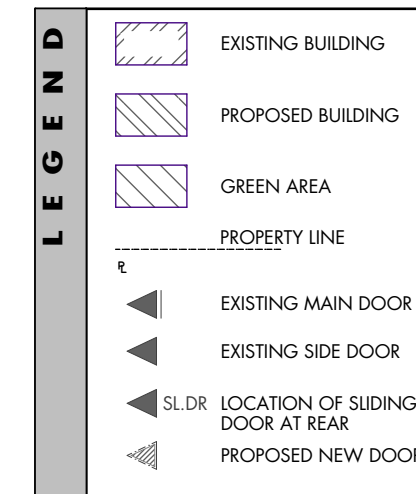 LEGEND
EXISTING BUILDING
PROPOSED BUILDING
GREEN AREA
PROPERTY LINE
PL
EXISTING MAIN DOOR
EXISTING SIDE DOOR
SL.DR LOCATION OF SLIDING
DOOR AT REAR
PROPOSED NEW DOOR